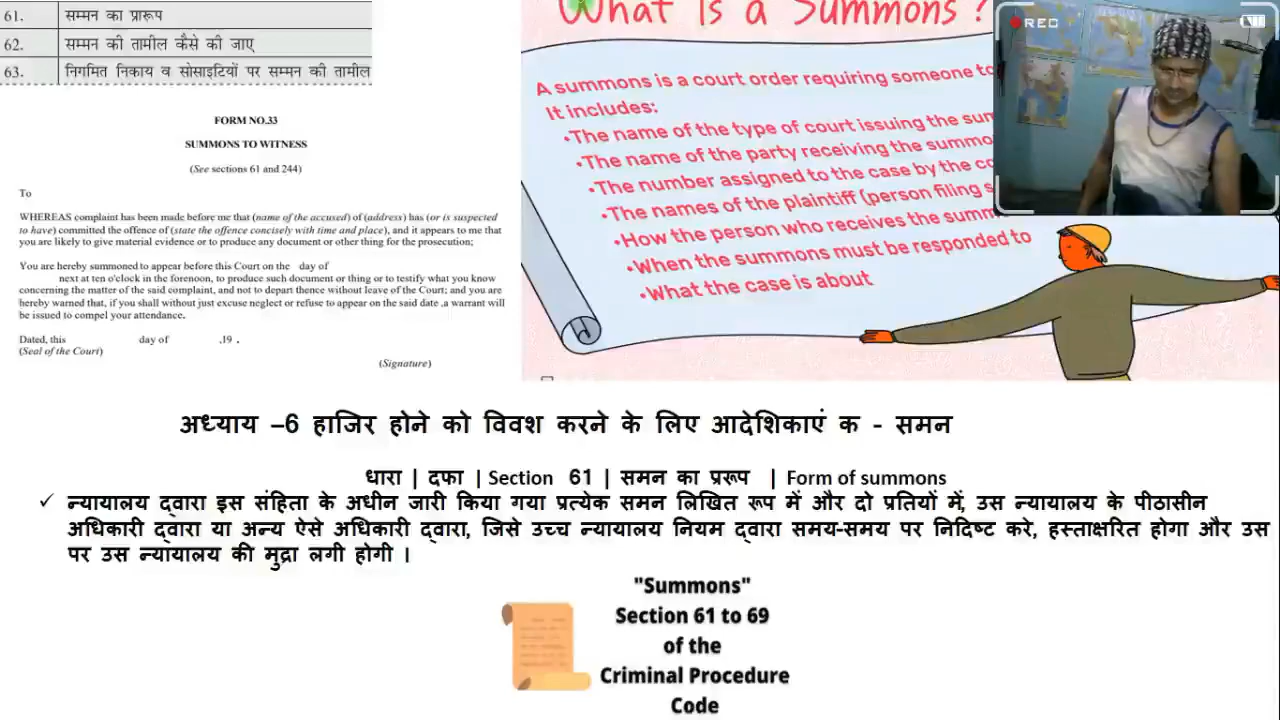 61. सम्मन का प्रारूप
62. सम्मन की तामील कैसे की जाए
63. निगमित निकाय व सोसाइटियों पर सम्मन की तामील
FORM NO.33
SUMMONS TO WITNESS
(See sections 61 and 244)
To
WHEREAS complaint has been made before me that (name of the accused) of (address) has (or is suspected
to have) committed the offence of (state the offence concisely with time and place), and it appears to me that
you are likely to give material evidence or to produce any document or other thing for the prosecution;
You are hereby summoned to appear before this Court on the day of
next at ten o'clock in the forenoon, to produce such document or thing or to testify what you know
concerning the matter of the said complaint, and not to depart thence without leave of the Court; and you are
hereby warned that, if you shall without just excuse neglect or refuse to appear on the said date ,a warrant will
be issued to compel your attendance.
Dated, this day of ,19 .
(Seal of the Court)
(Signature)
What is a Summons ?
A summons is a court order requiring someone to
It includes:
•The name of the type of court issuing the sum
•The name of the party receiving the summo
•The number assigned to the case by the co
•The names of the plaintiff (person filing s
•How the person who receives the summ
•When the summons must be responded to
•What the case is about
REC
अध्याय –6 हाजिर होने को विवश करने के लिए आदेशिकाएं क - समन
धारा | दफा | Section 61 | समन का प्ररूप | Form of summons
✓ न्यायालय द्वारा इस संहिता के अधीन जारी किया गया प्रत्येक समन लिखित रूप में और दो प्रतियों में, उस न्यायालय के पीठासीन
अधिकारी द्वारा या अन्य ऐसे अधिकारी द्वारा, जिसे उच्च न्यायालय नियम द्वारा समय-समय पर निदिष्ट करे, हस्ताक्षरित होगा और उस
पर उस न्यायालय की मुद्रा लगी होगी ।
"Summons"
Section 61 to 69
of the
Criminal Procedure
Code